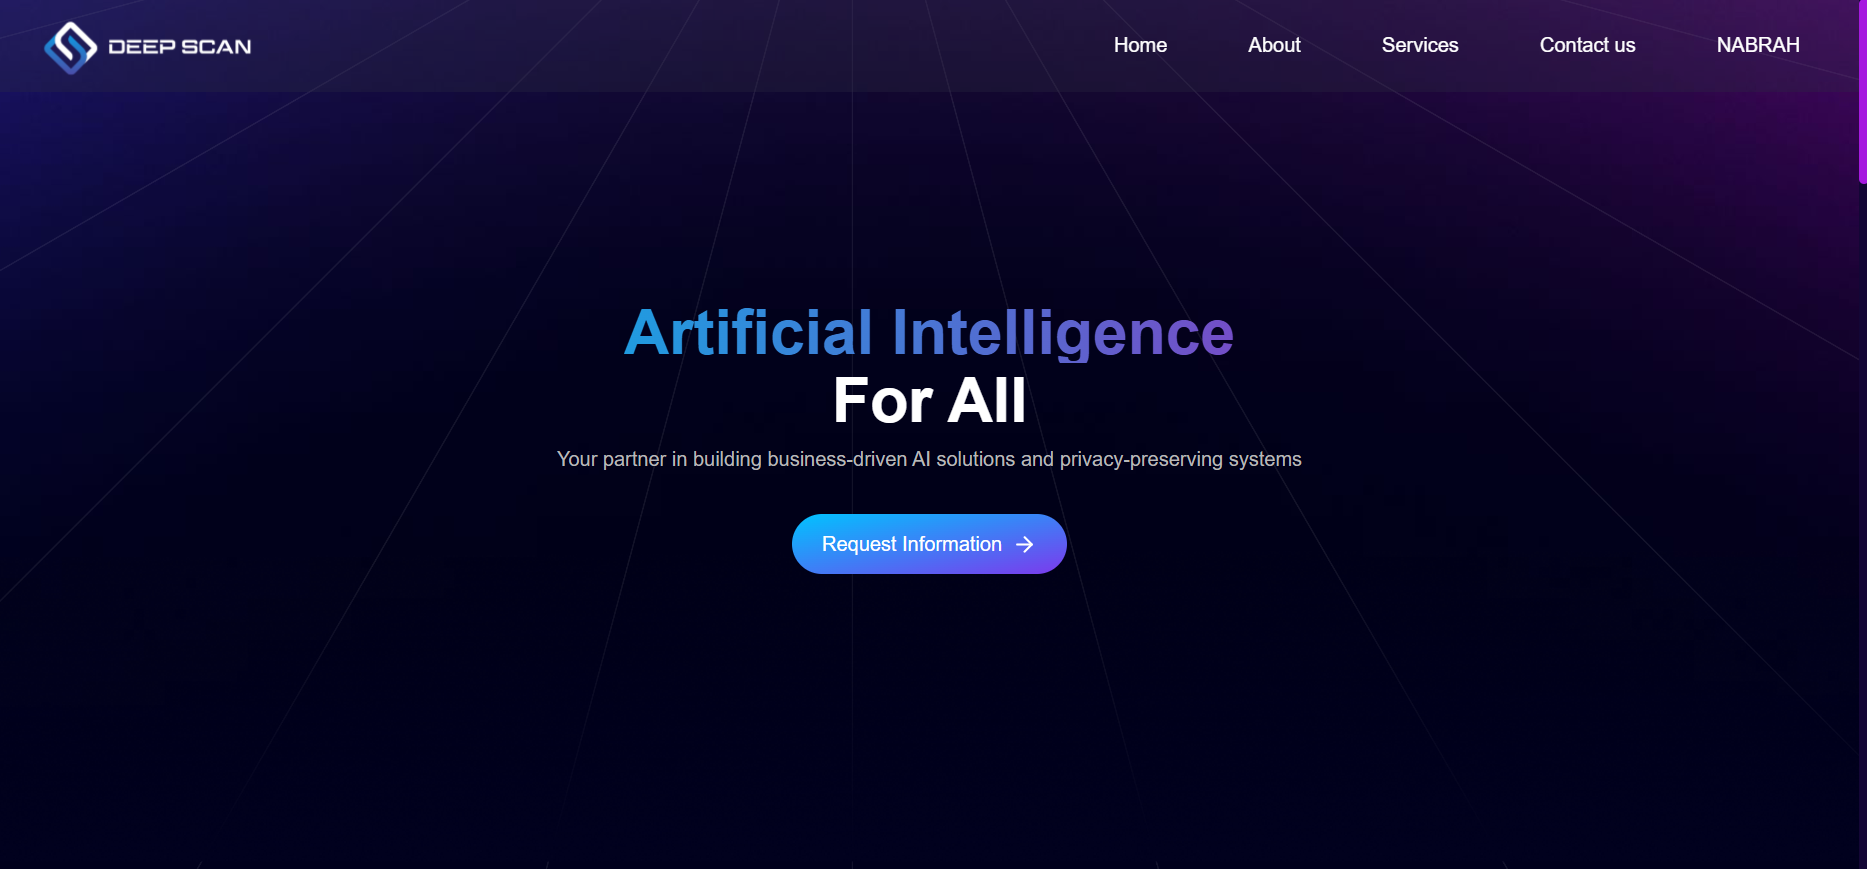 DEEP SCAN
Home About Services Contact us NABRAH
Artificial Intelligence
For All
Your partner in building business-driven AI solutions and privacy-preserving systems
Request Information